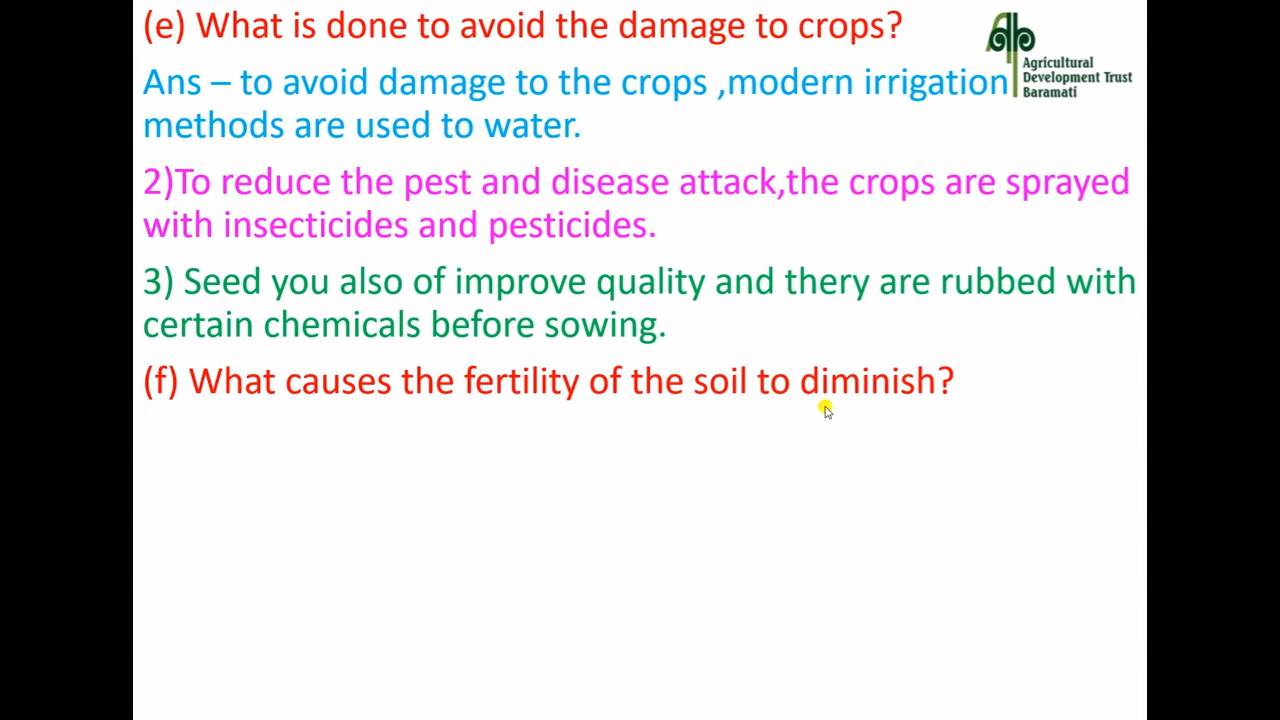 (e) What is done to avoid the damage to crops?
Agricultural
Development Trust
Baramati
Ans – to avoid damage to the crops ,modern irrigation
methods are used to water.
2)To reduce the pest and disease attack,the crops are sprayed
with insecticides and pesticides.
3) Seed you also of improve quality and thery are rubbed with
certain chemicals before sowing.
(f) What causes the fertility of the soil to diminish?